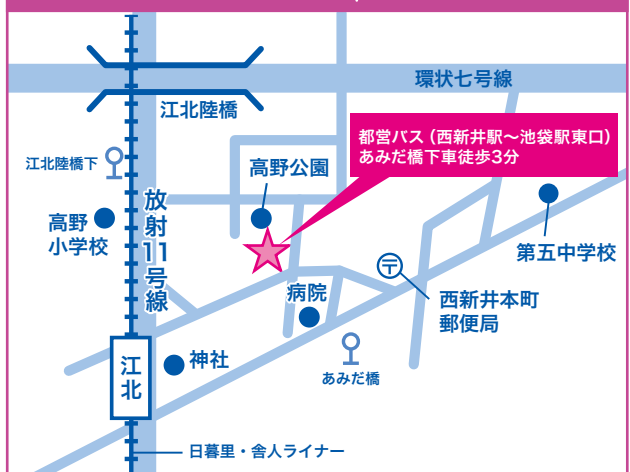 環状七号線
江北陸橋
都営バス（西新井駅〜池袋駅東口）
あみだ橋下車徒歩3分
江北陸橋下
高野公園
放射11号線
高野
小学校
第五中学校
〒
病院
西新井本町
郵便局
江北
神社
あみだ橋
日暮里・舎人ライナー